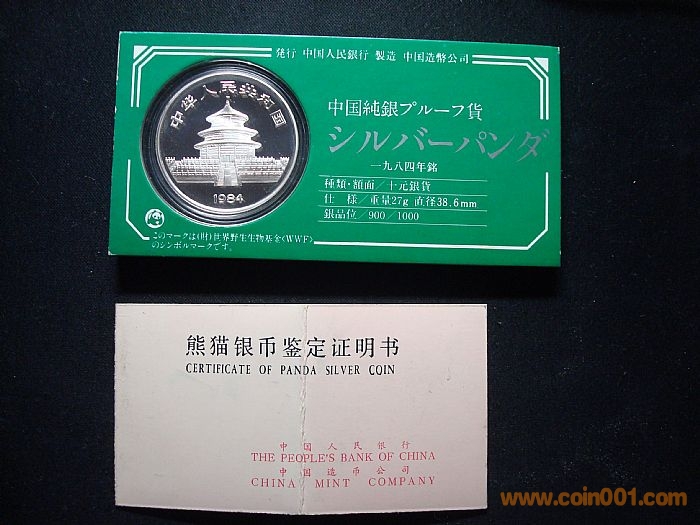 発行 中国人民銀行 製造 中国造幣公司
中华人民共和国
1984
中国純銀プルーフ貨
シルバーパンダ
一九八四年銘
種類・額面／十元銀貨
仕 様／重量27g 直径38.6mm
銀品位／900／1000
このマークは(財)世界野生生物基金〈WWF〉
のシンボルマークです。
熊猫银币鉴定证明书
CERTIFICATE OF PANDA SILVER COIN
中国人民银行
THE PEOPLE'S BANK OF CHINA
中国造币公司
CHINA MINT COMPANY
www.coin001.com